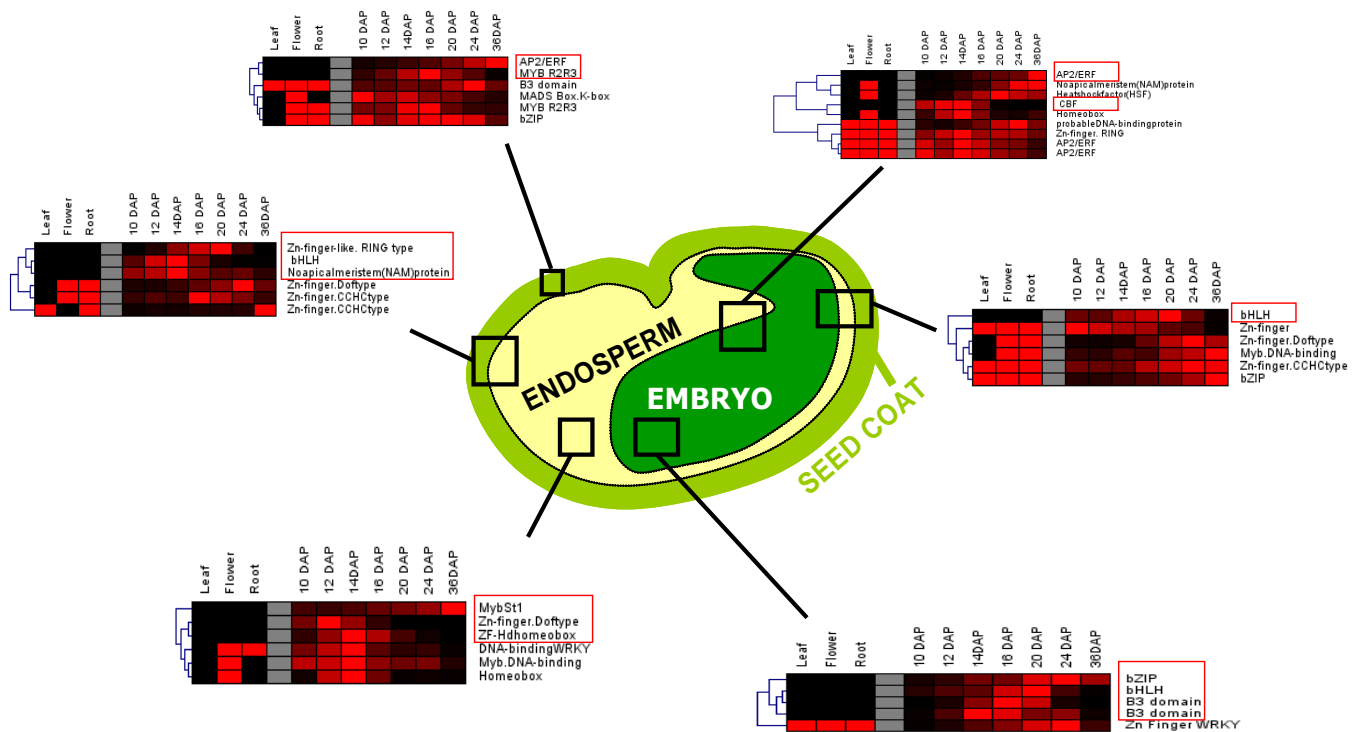 Leaf Flower Root 10 DAP 12 DAP 14DAP 16 DAP 20 DAP 24 DAP 36DAP
AP2/ERF
MYB R2R3
B3 domain
MADS Box.K-box
MYB R2R3
bZIP
Leaf Flower Root 10 DAP 12 DAP 14DAP 16 DAP 20 DAP 24 DAP 36DAP
AP2/ERF
Noapicalmeristem(NAM)protein
Heatshockfactor(HSF)
CBF
Homeobox
probableDNA-bindingprotein
Zn-finger. RING
AP2/ERF
AP2/ERF
Leaf Flower Root 10 DAP 12 DAP 14DAP 16 DAP 20 DAP 24 DAP 36DAP
Zn-finger-like. RING type
bHLH
Noapicalmeristem(NAM)protein
Zn-finger.Doftype
Zn-finger.CCHCtype
Zn-finger.CCHCtype
Leaf Flower Root 10 DAP 12 DAP 14DAP 16 DAP 20 DAP 24 DAP 36DAP
bHLH
Zn-finger
Zn-finger.Doftype
Myb.DNA-binding
Zn-finger.CCHCtype
bZIP
ENDOSPERM
EMBRYO
SEED COAT
Leaf Flower Root 10 DAP 12 DAP 14DAP 16 DAP 20 DAP 24 DAP 36DAP
MybSt1
Zn-finger.Doftype
ZF-Hdhomeobox
DNA-bindingWRKY
Myb.DNA-binding
Homeobox
Leaf Flower Root 10 DAP 12 DAP 14DAP 16 DAP 20 DAP 24 DAP 36DAP
bZIP
bHLH
B3 domain
B3 domain
Zn Finger WRKY